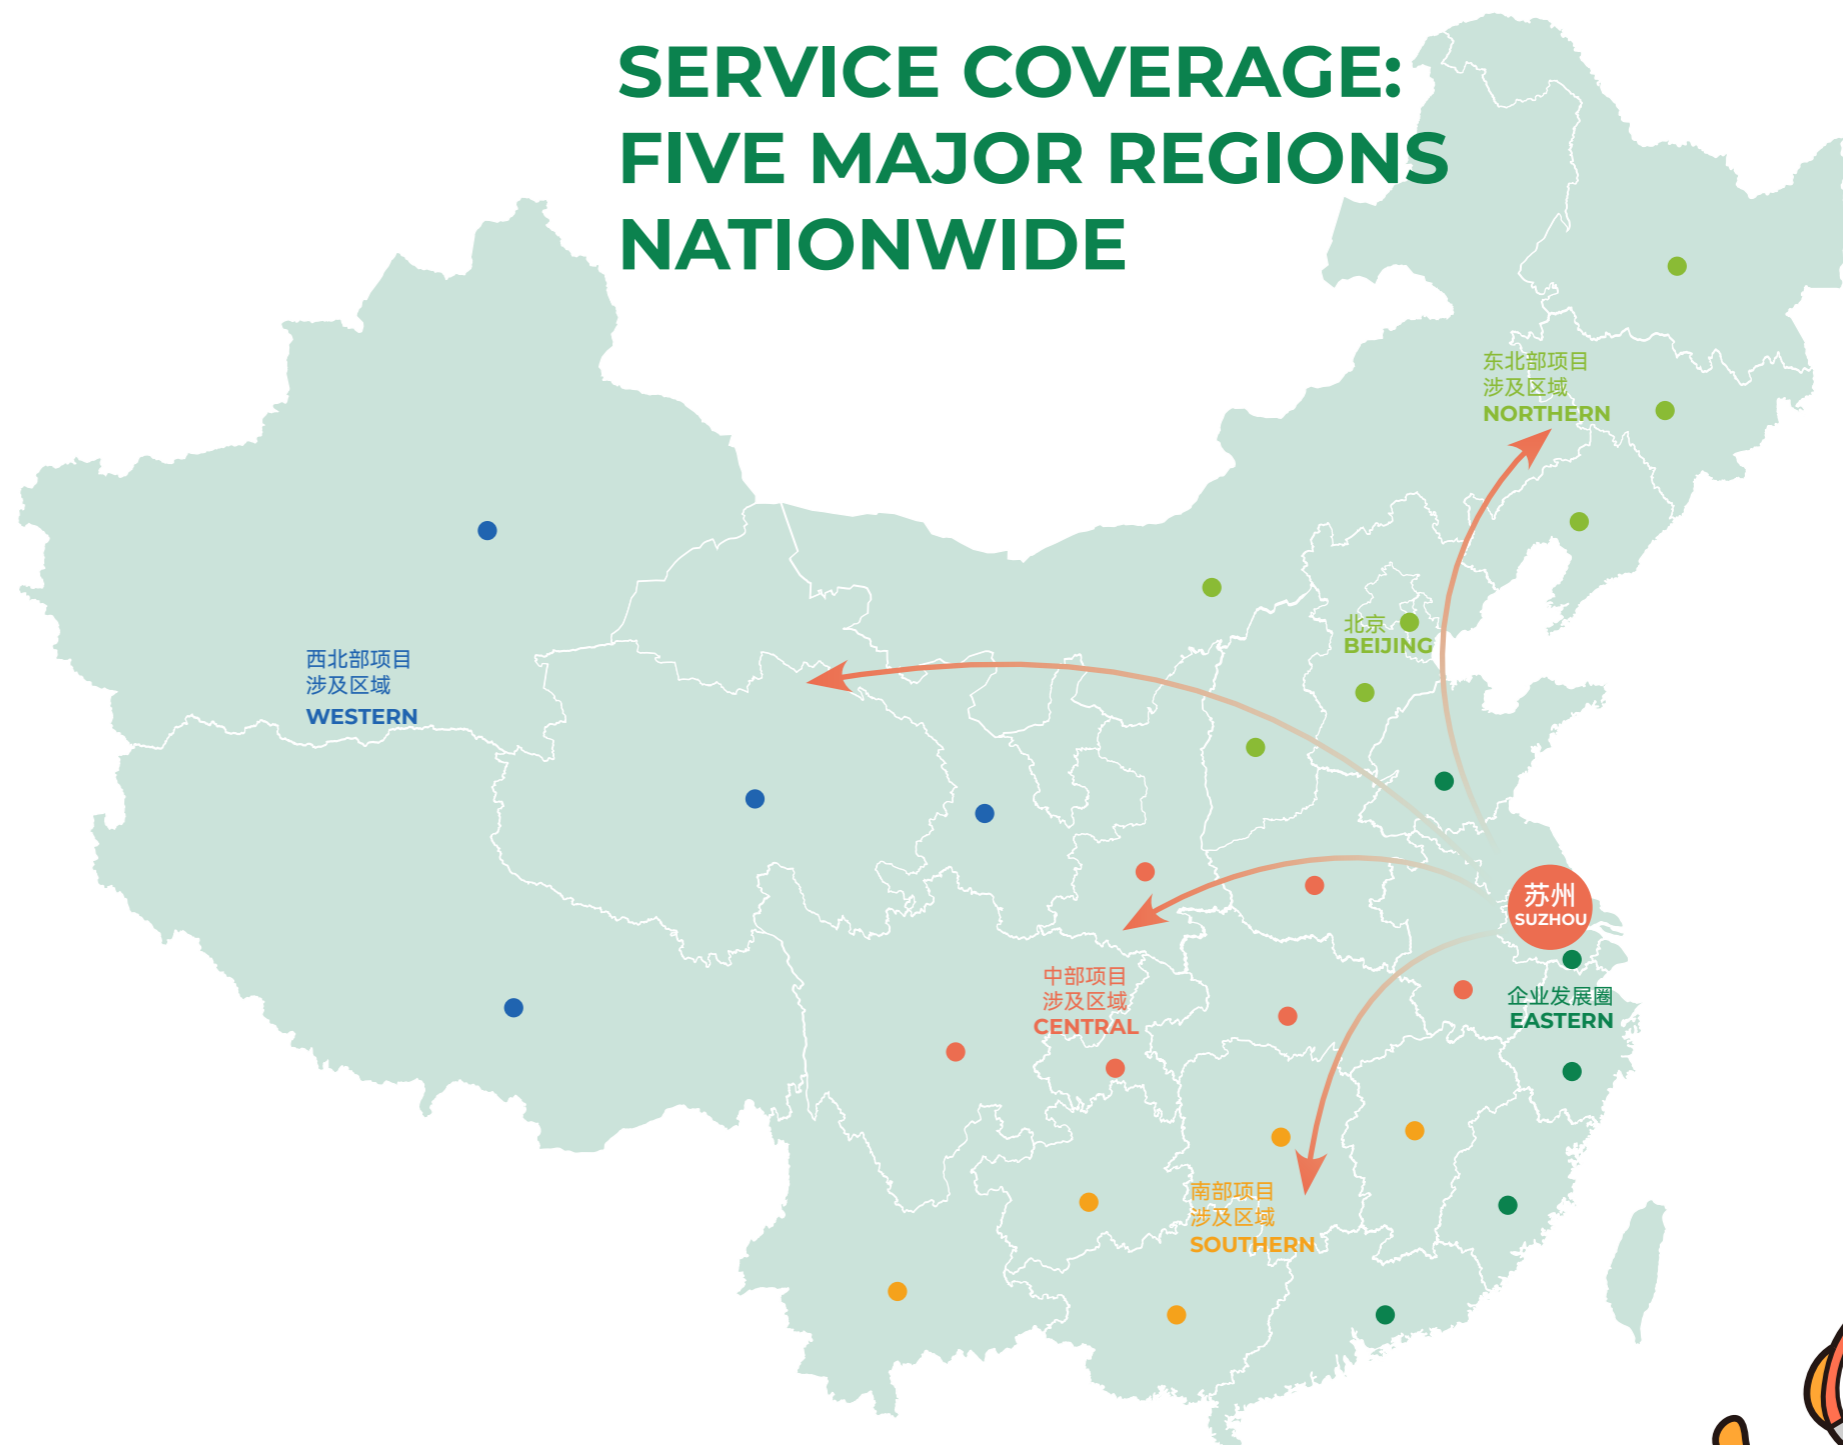 SERVICE COVERAGE:
FIVE MAJOR REGIONS
NATIONWIDE
东北部项目
涉及区域
NORTHERN
北京
BEIJING
西北部项目
涉及区域
WESTERN
苏州
SUZHOU
中部项目
涉及区域
CENTRAL
企业发展圈
EASTERN
南部项目
涉及区域
SOUTHERN